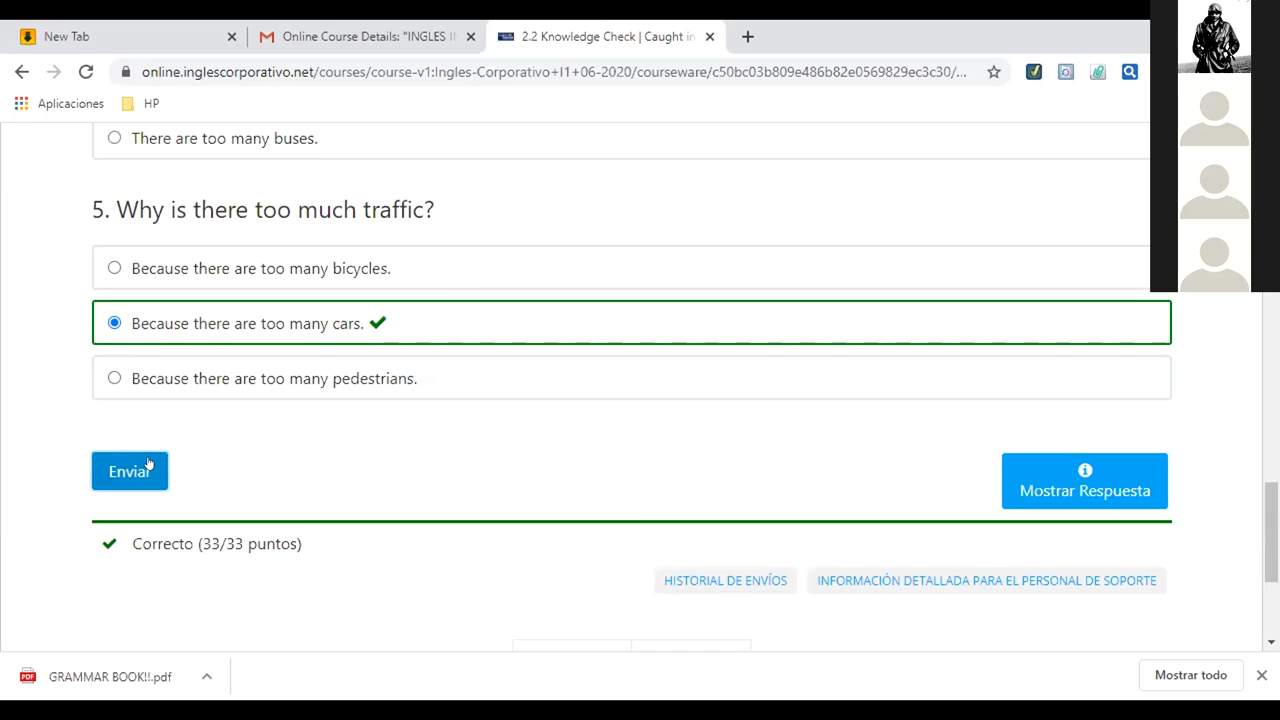 New Tab
Online Course Details: "INGLES I
2.2 Knowledge Check | Caught in
online.inglescorporativo.net/courses/course-v1:Ingles-Corporativo+I1+06-2020/courseware/c50bc03b809e486b82e0569829ec3c30/...
Aplicaciones
HP
There are too many buses.
5. Why is there too much traffic?
Because there are too many bicycles.
Because there are too many cars.
Because there are too many pedestrians.
Enviar
Mostrar Respuesta
Correcto (33/33 puntos)
HISTORIAL DE ENVÍOS
INFORMACIÓN DETALLADA PARA EL PERSONAL DE SOPORTE
PDF
GRAMMAR BOOK!!.pdf
Mostrar todo